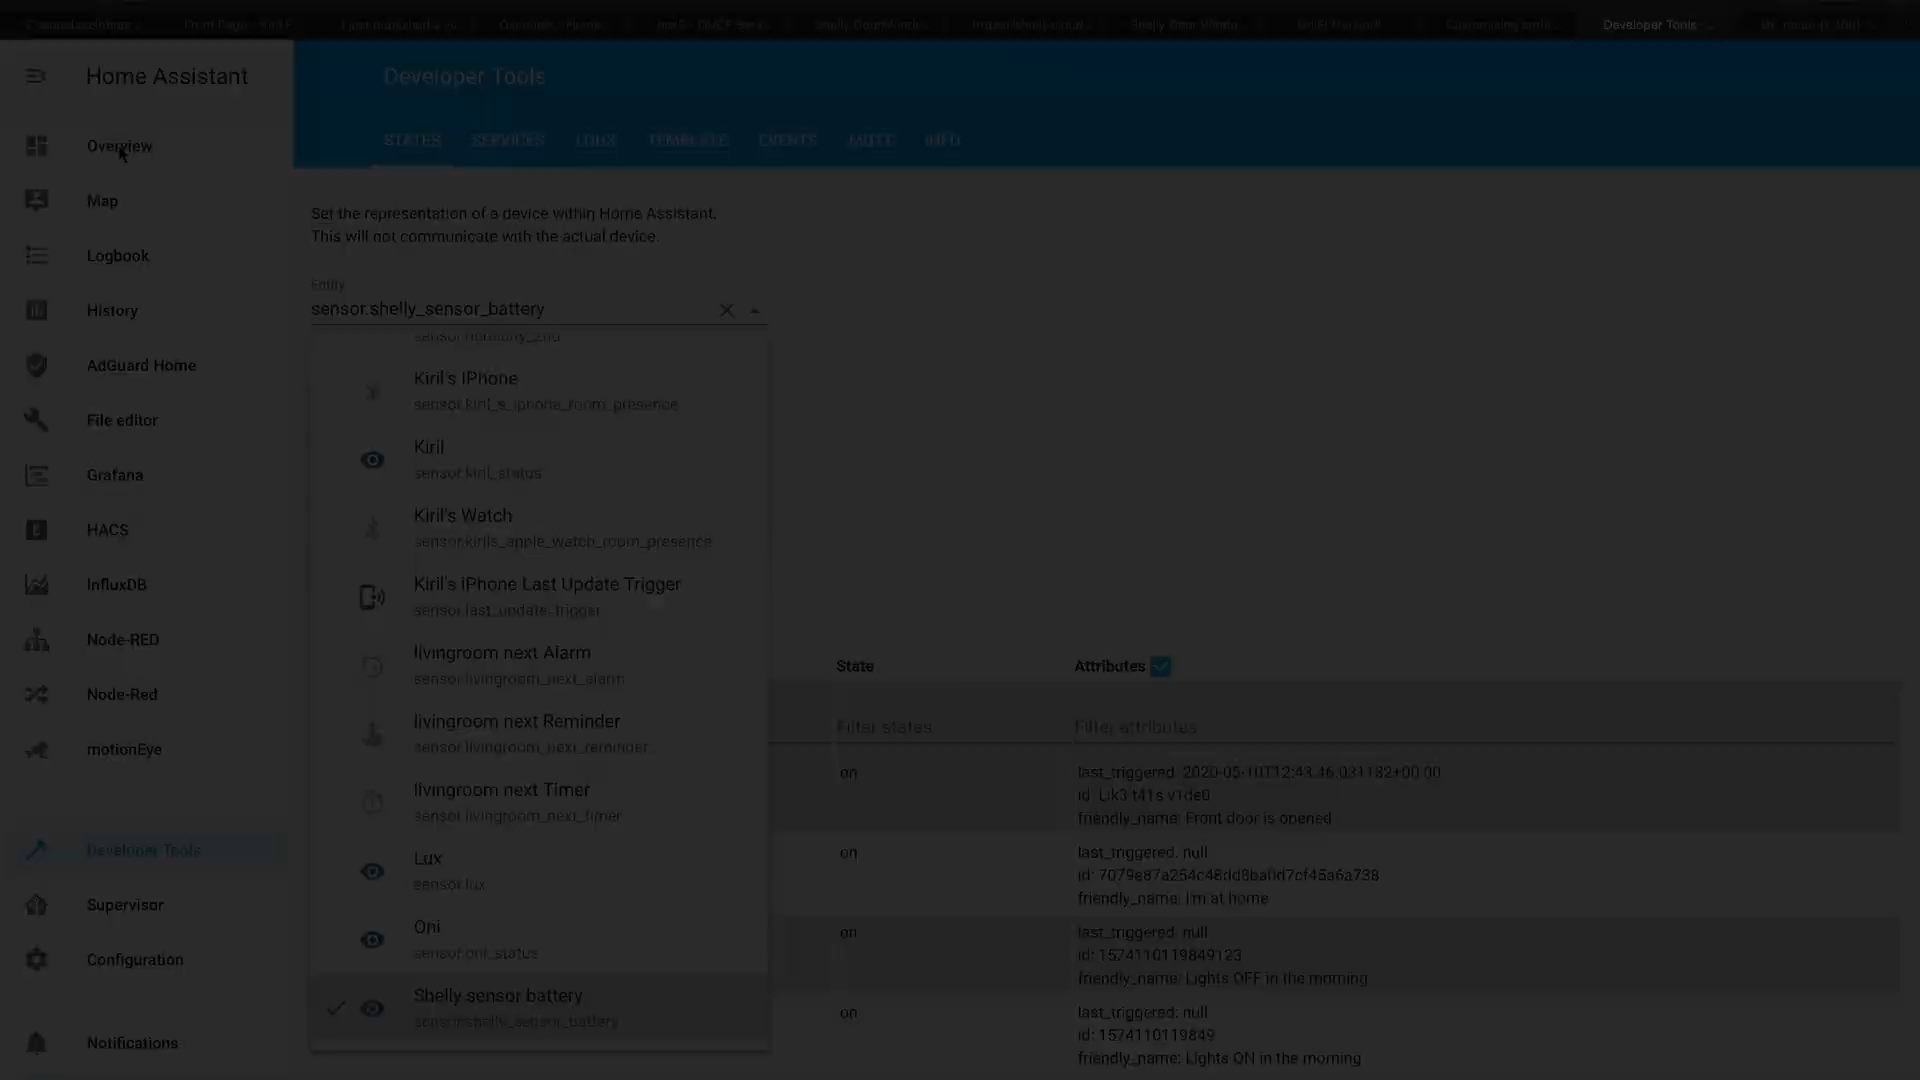 Developer Tools
Home Assistant
Developer Tools
Overview
STATES SERVICES LOGS TEMPLATE EVENTS MQTT INFO
Map
Set the representation of a device within Home Assistant.
This will not communicate with the actual device.
Logbook
Entity
History
sensor.shelly_sensor_battery
AdGuard Home
Kiril's IPhone
sensor.kiril_s_iphone_room_presence
File editor
Kiril
sensor.kiril_status
Grafana
Kiril's Watch
sensor.kirils_apple_watch_room_presence
HACS
Kiril's iPhone Last Update Trigger
sensor.last_update_trigger
InfluxDB
Node-RED
livingroom next Alarm
sensor.livingroom_next_alarm
State
Attributes
Node-Red
livingroom next Reminder
sensor.livingroom_next_reminder
Filter states
Filter attributes
motionEye
livingroom next Timer
sensor.livingroom_next_timer
on
last_triggered: 2020-05-10T12:43:46.031182+00:00
friendly_name: Front door is opened
Developer Tools
Lux
sensor.lux
on
last_triggered: null
id: 7079e87a254c48dd8ba0d7cf45a6a738
friendly_name: I'm at home
Supervisor
Oni
sensor.oni_status
on
last_triggered: null
id: 1574110119849123
friendly_name: Lights OFF in the morning
Configuration
Shelly sensor battery
sensor.shelly_sensor_battery
on
last_triggered: null
id: 1574110119849
friendly_name: Lights ON in the morning
Notifications